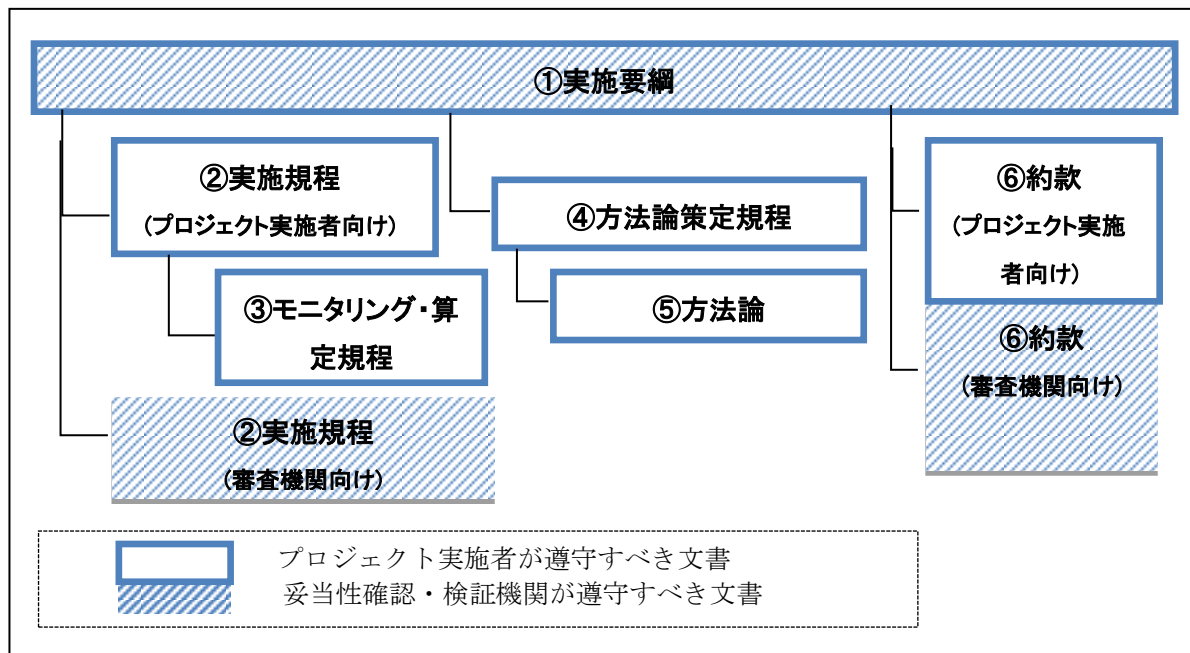 ①実施要綱
②実施規程
(プロジェクト実施者向け)
③モニタリング・算
定規程
②実施規程
(審査機関向け)
④方法論策定規程
⑤方法論
⑥約款
(プロジェクト実施
者向け)
⑥約款
(審査機関向け)
プロジェクト実施者が遵守すべき文書
妥当性確認・検証機関が遵守すべき文書